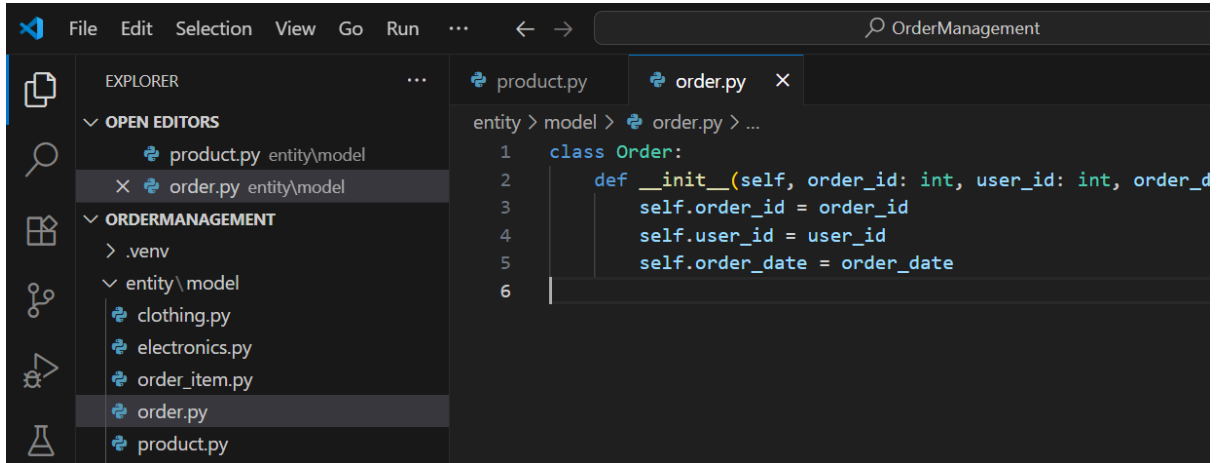 File Edit Selection View Go Run ··· ← → OrderManagement
EXPLORER ···
OPEN EDITORS
product.py entity\model
order.py entity\model
ORDERMANAGEMENT
.venv
entity\model
clothing.py
electronics.py
order_item.py
order.py
product.py
product.py order.py ×
entity > model > order.py > ...
1 class Order:
2 def __init__(self, order_id: int, user_id: int, order_d
3 self.order_id = order_id
4 self.user_id = user_id
5 self.order_date = order_date
6